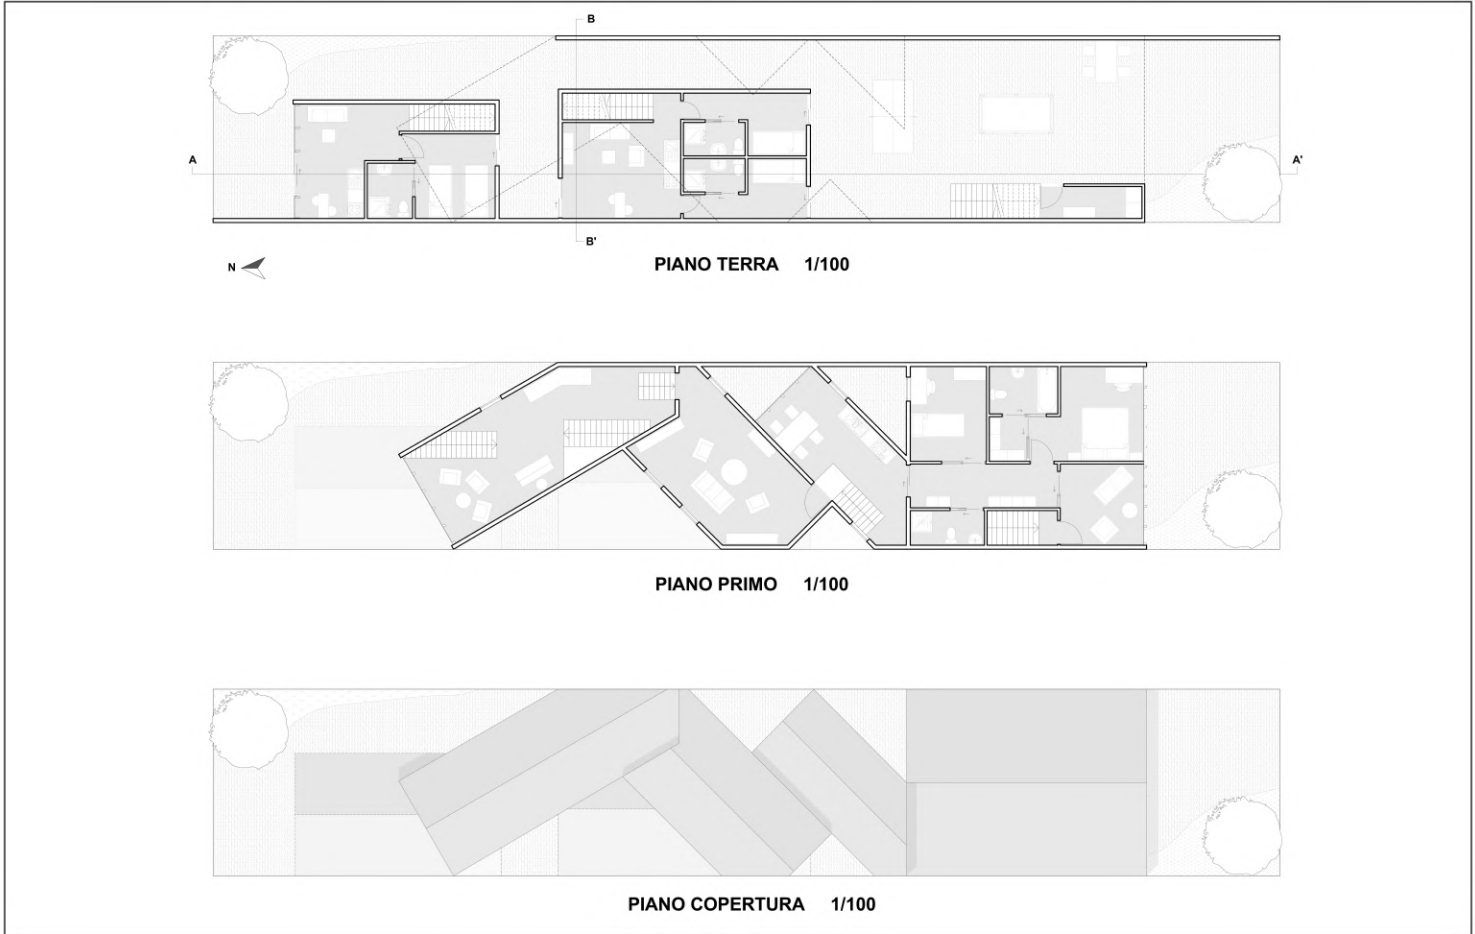 B
A
A'
B'
N
PIANO TERRA 1/100
PIANO PRIMO 1/100
PIANO COPERTURA 1/100